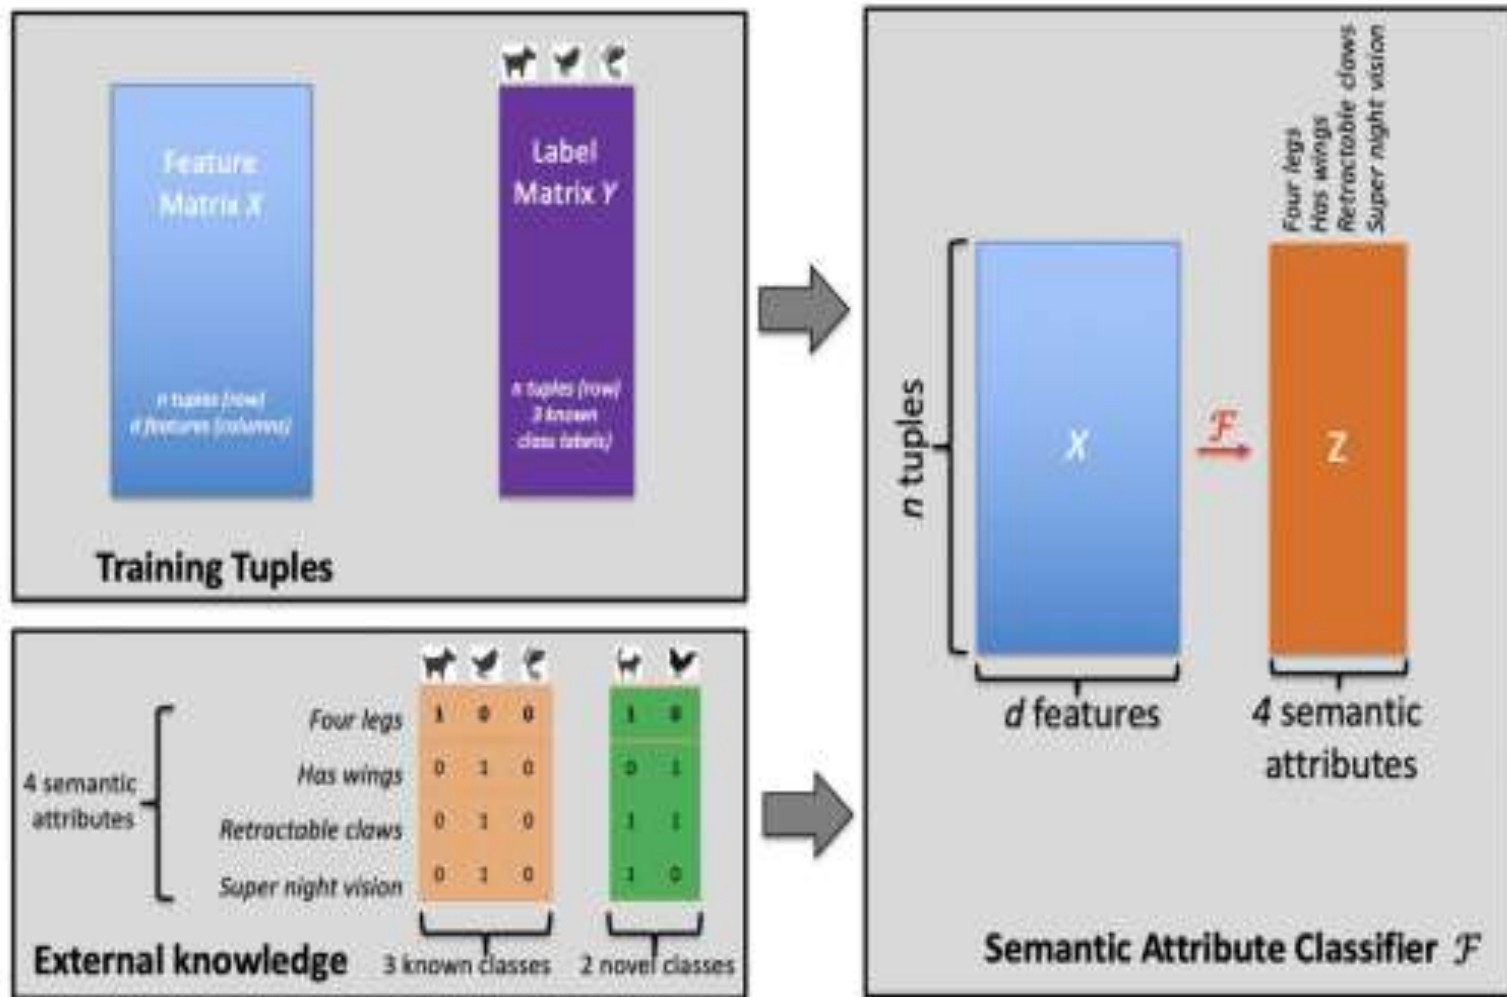 Feature
Matrix X
n tuples (row)
d features (columns)
Label
Matrix Y
n tuples (row)
3 known
class labels)
Training Tuples
4 semantic
attributes
Four legs 1 0 0 1 0
Has wings 0 1 0 0 1
Retractable claws 0 1 0 1 1
Super night vision 0 1 0 1 0
External knowledge
3 known classes
2 novel classes
Four legs
Has wings
Retractable claws
Super night vision
n tuples
X
ℱ
Z
d features
4 semantic
attributes
Semantic Attribute Classifier ℱ